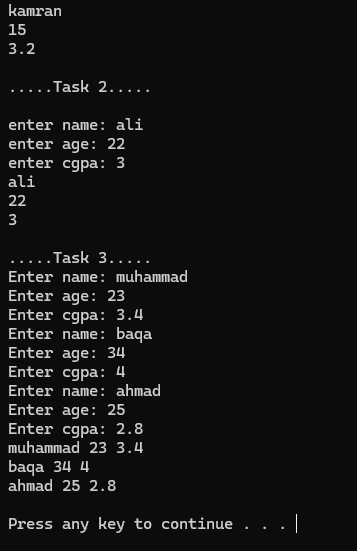 kamran
15
3.2
.....Task 2.....
enter name: ali
enter age: 22
enter cgpa: 3
ali
22
3
.....Task 3.....
Enter name: muhammad
Enter age: 23
Enter cgpa: 3.4
Enter name: baqa
Enter age: 34
Enter cgpa: 4
Enter name: ahmad
Enter age: 25
Enter cgpa: 2.8
muhammad 23 3.4
baqa 34 4
ahmad 25 2.8
Press any key to continue . . .